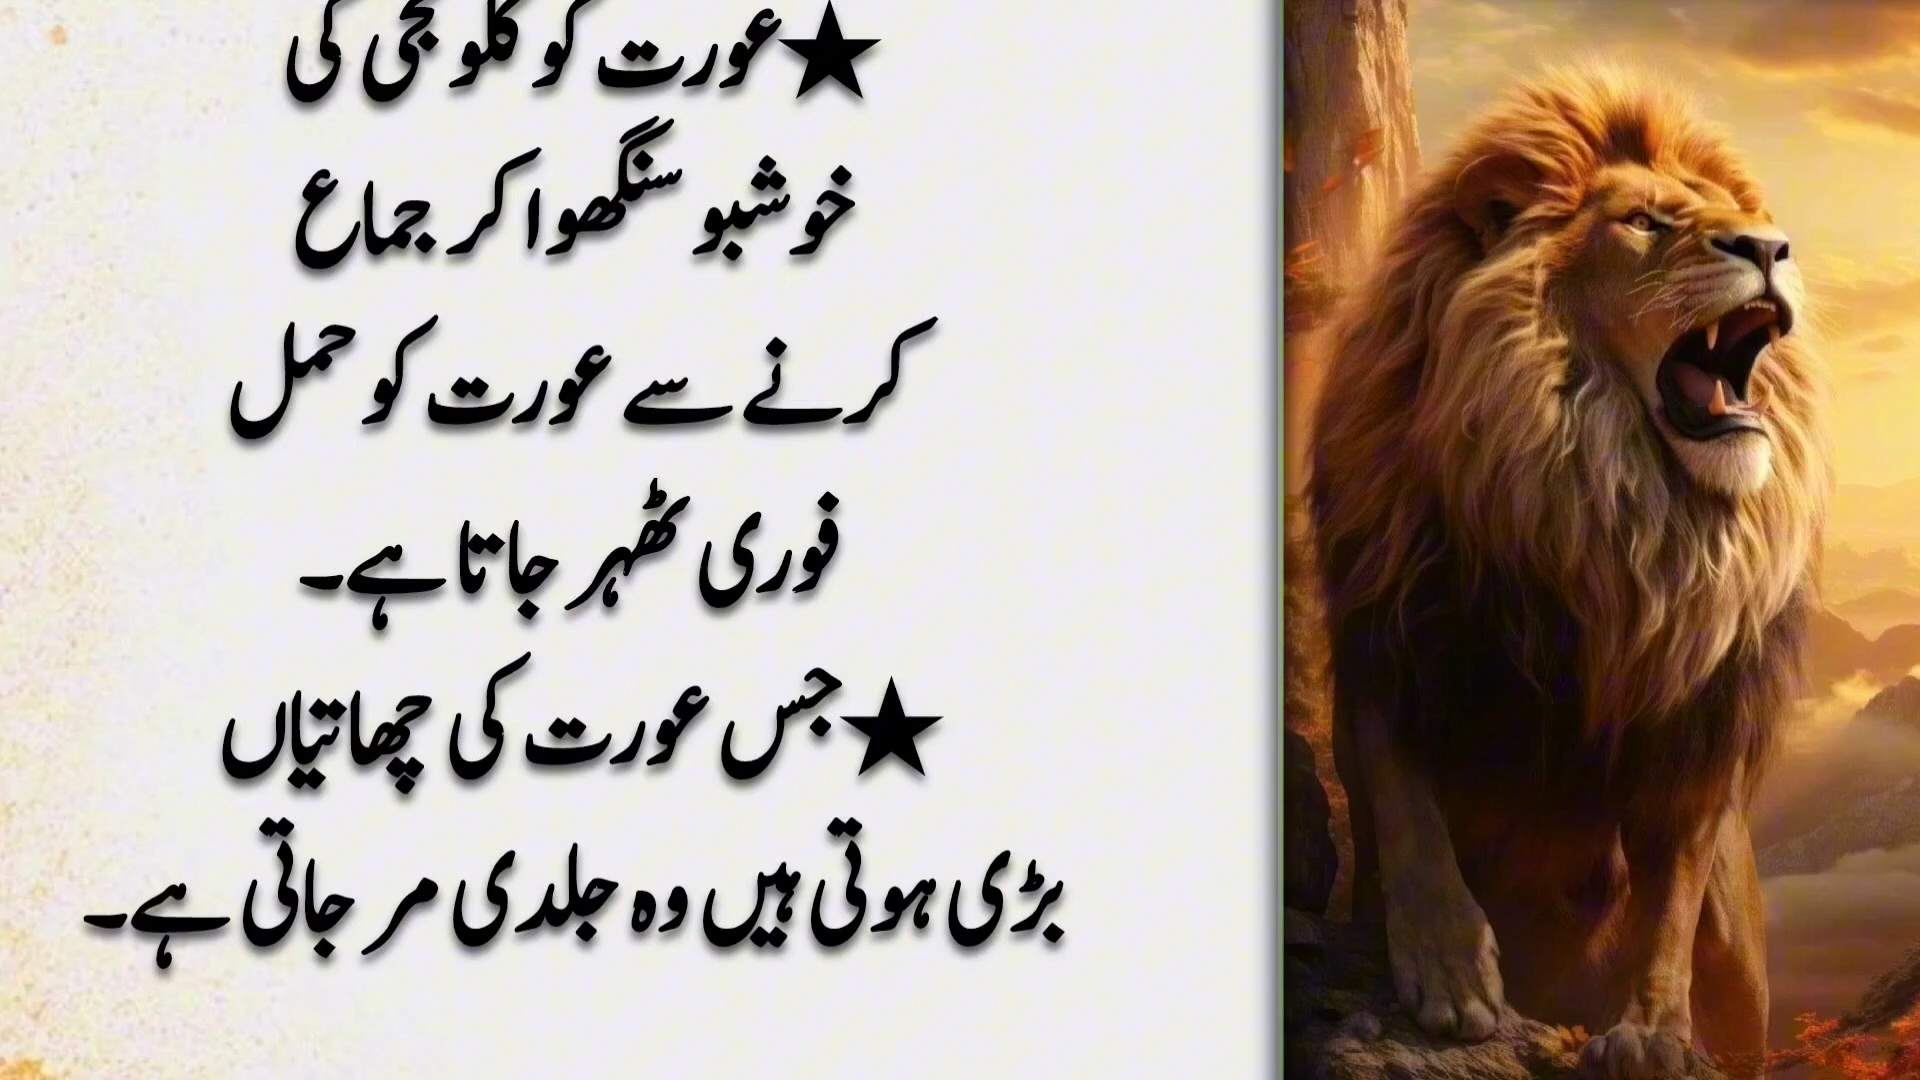 ★عورت کو کلونجی کی
خوشبو سنگھوا کر جماع
کرنے سے عورت کو حمل
فوری ٹھہر جاتا ہے۔
★جس عورت کی چھاتیاں
بڑی ہوتی ہیں وہ جلدی مر جاتی ہے۔